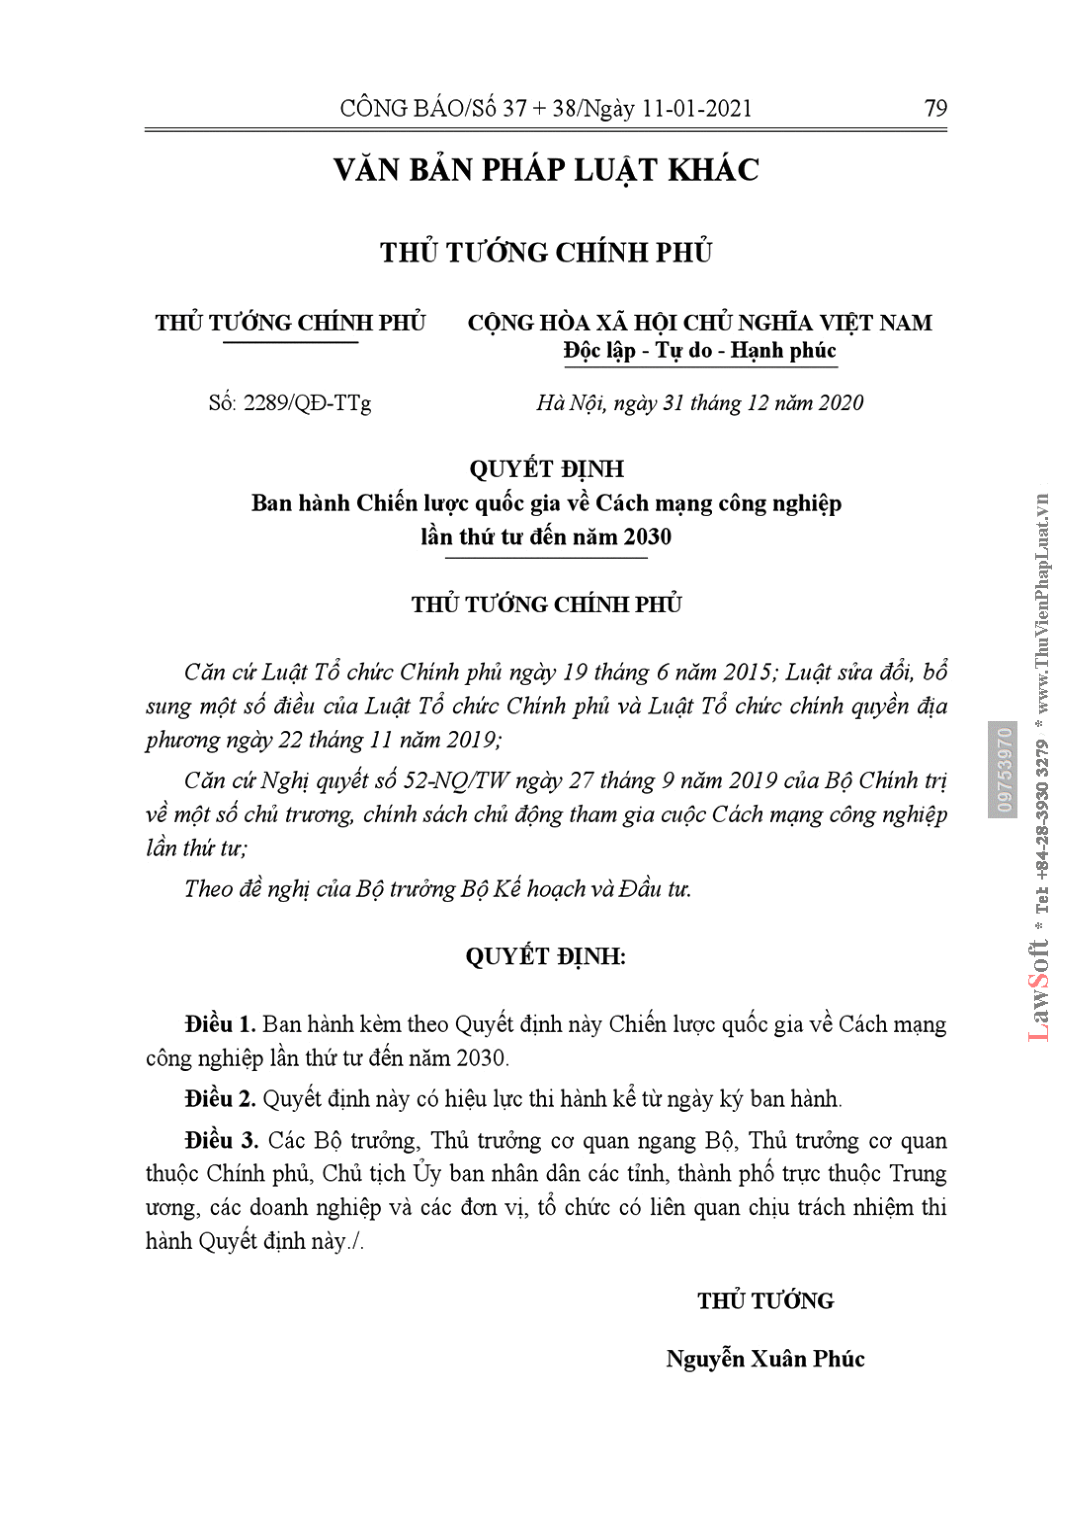 CÔNG BÁO/Số 37 + 38/Ngày 11-01-2021 79
VĂN BẢN PHÁP LUẬT KHÁC
THỦ TƯỚNG CHÍNH PHỦ
THỦ TƯỚNG CHÍNH PHỦ
CỘNG HÒA XÃ HỘI CHỦ NGHĨA VIỆT NAM
Độc lập - Tự do - Hạnh phúc
Số: 2289/QĐ-TTg
Hà Nội, ngày 31 tháng 12 năm 2020
QUYẾT ĐỊNH
Ban hành Chiến lược quốc gia về Cách mạng công nghiệp
lần thứ tư đến năm 2030
THỦ TƯỚNG CHÍNH PHỦ
Căn cứ Luật Tổ chức Chính phủ ngày 19 tháng 6 năm 2015; Luật sửa đổi, bổ
sung một số điều của Luật Tổ chức Chính phủ và Luật Tổ chức chính quyền địa
phương ngày 22 tháng 11 năm 2019;
Căn cứ Nghị quyết số 52-NQ/TW ngày 27 tháng 9 năm 2019 của Bộ Chính trị
về một số chủ trương, chính sách chủ động tham gia cuộc Cách mạng công nghiệp
lần thứ tư;
Theo đề nghị của Bộ trưởng Bộ Kế hoạch và Đầu tư.
QUYẾT ĐỊNH:
Điều 1. Ban hành kèm theo Quyết định này Chiến lược quốc gia về Cách mạng
công nghiệp lần thứ tư đến năm 2030.
Điều 2. Quyết định này có hiệu lực thi hành kể từ ngày ký ban hành.
Điều 3. Các Bộ trưởng, Thủ trưởng cơ quan ngang Bộ, Thủ trưởng cơ quan
thuộc Chính phủ, Chủ tịch Ủy ban nhân dân các tỉnh, thành phố trực thuộc Trung
ương, các doanh nghiệp và các đơn vị, tổ chức có liên quan chịu trách nhiệm thi
hành Quyết định này./.
THỦ TƯỚNG
Nguyễn Xuân Phúc
09753970
LawSoft * Tel: +84-28-3930 3279 * www.ThuVienPhapLuat.vn